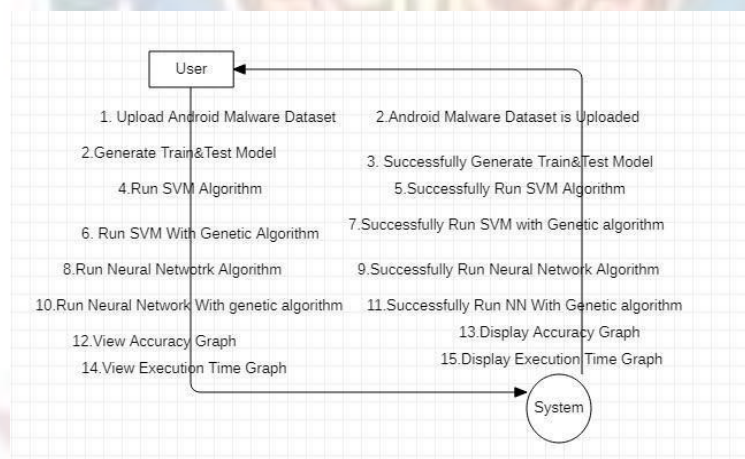 User
1. Upload Android Malware Dataset
2.Android Malware Dataset is Uploaded
2.Generate Train&Test Model
3. Successfully Generate Train&Test Model
4.Run SVM Algorithm
5.Successfully Run SVM Algorithm
6. Run SVM With Genetic Algorithm
7.Successfully Run SVM with Genetic algorithm
8.Run Neural Netwotrk Algorithm
9.Successfully Run Neural Network Algorithm
10.Run Neural Network With genetic algorithm
11.Successfully Run NN With Genetic algorithm
12.View Accuracy Graph
13.Display Accuracy Graph
14.View Execution Time Graph
15.Display Execution Time Graph
System